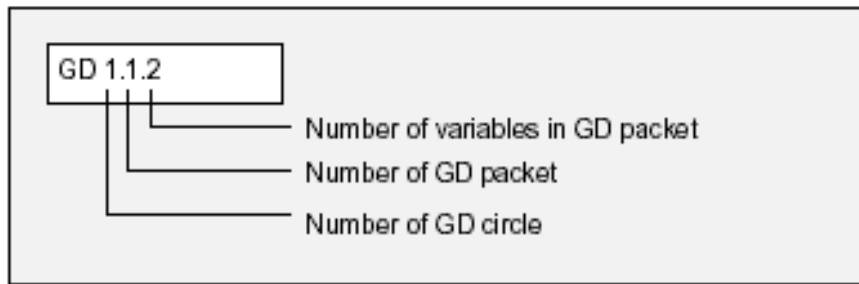 GD 1.1.2
Number of variables in GD packet
Number of GD packet
Number of GD circle